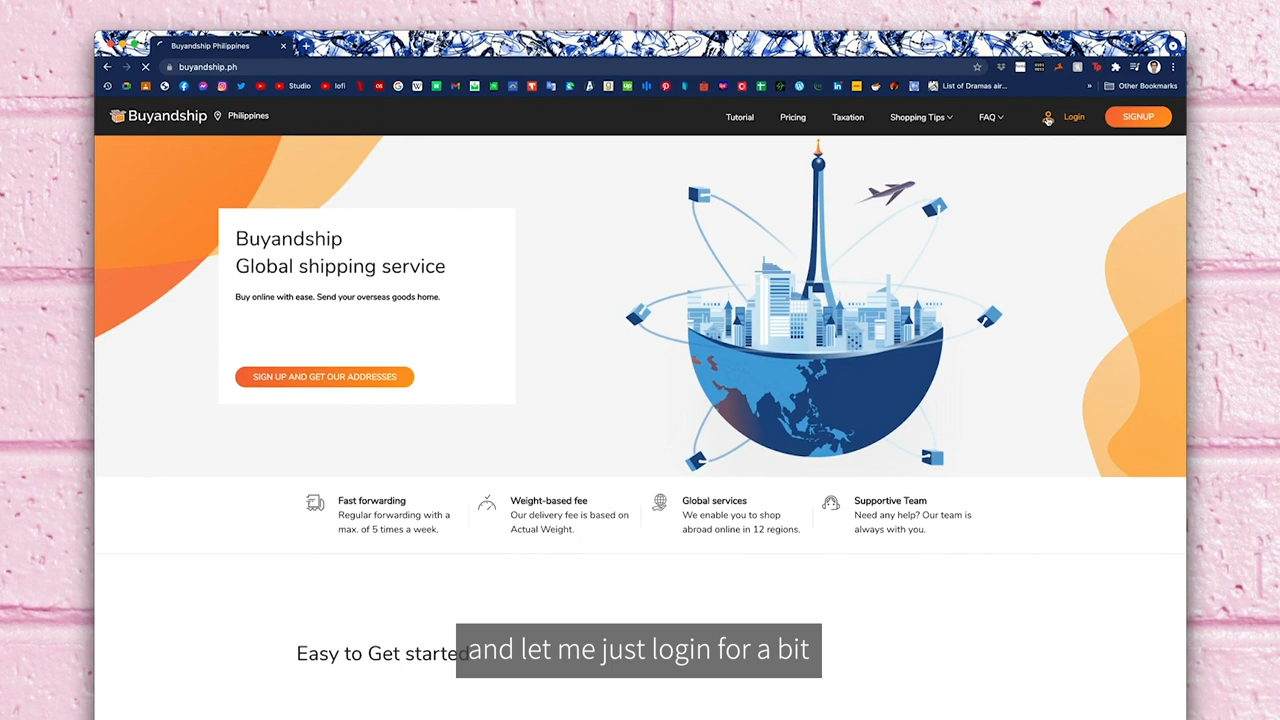 Buyandship Philippines
buyandship.ph
Studio
lofi
List of Dramas air...
Other Bookmarks
Buyandship
Philippines
Tutorial
Pricing
Taxation
Shopping Tips
FAQ
Login
SIGNUP
Buyandship
Global shipping service
Buy online with ease. Send your overseas goods home.
SIGN UP AND GET OUR ADDRESSES
Fast forwarding
Regular forwarding with a
max. of 5 times a week.
Weight-based fee
Our delivery fee is based on
Actual Weight.
Global services
We enable you to shop
abroad online in 12 regions.
Supportive Team
Need any help? Our team is
always with you.
Easy to Get started
and let me just login for a bit